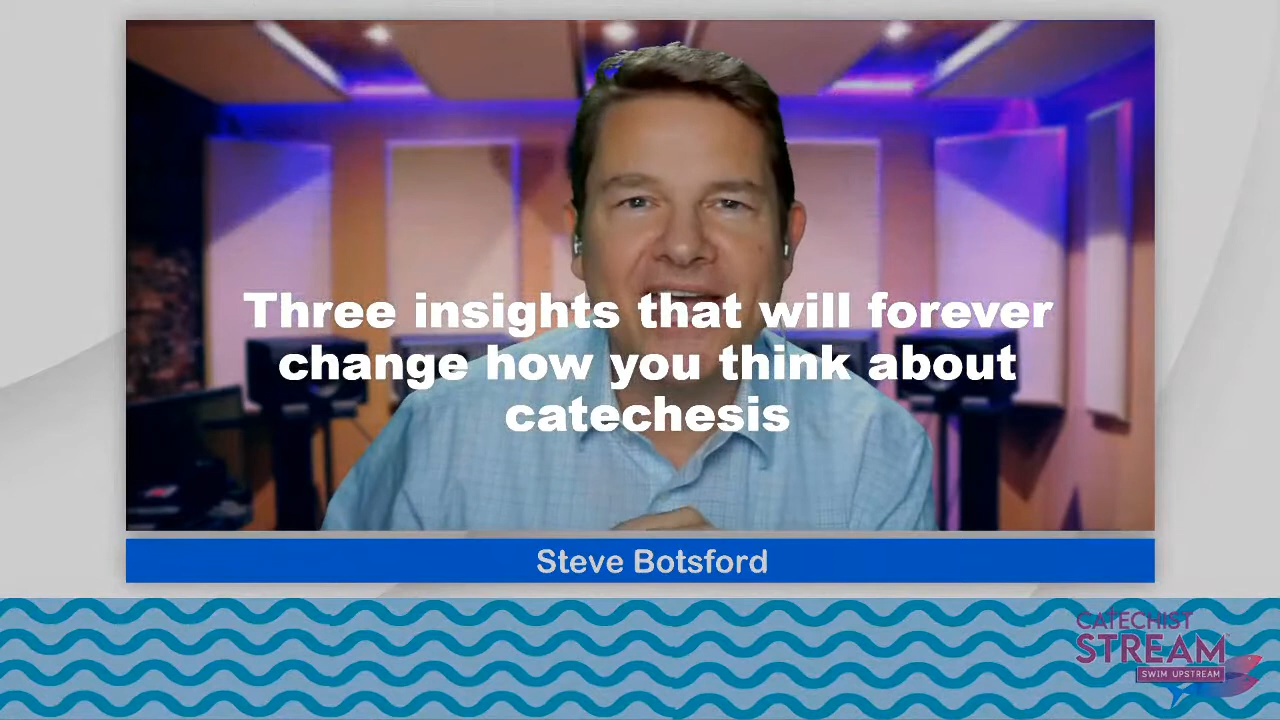 Three insights that will forever
change how you think about
catechesis
Steve Botsford
CATECHIST
STREAM
SWIM UPSTREAM